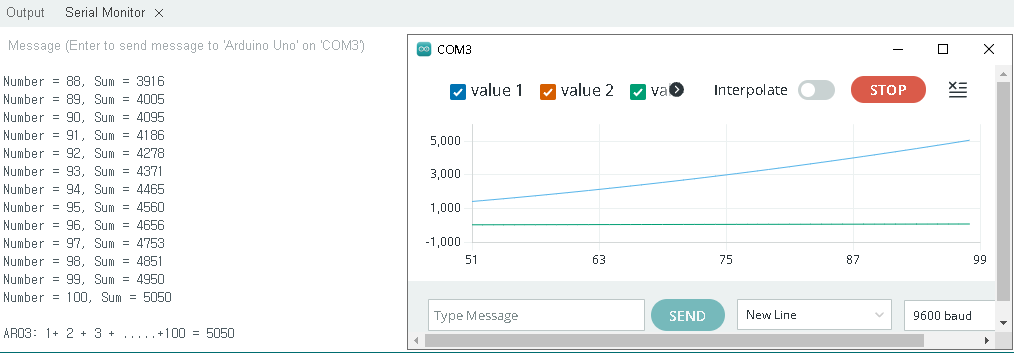 Output Serial Monitor ×
Message (Enter to send message to 'Arduino Uno' on 'COM3')
Number = 88, Sum = 3916
Number = 89, Sum = 4005
Number = 90, Sum = 4095
Number = 91, Sum = 4186
Number = 92, Sum = 4278
Number = 93, Sum = 4371
Number = 94, Sum = 4465
Number = 95, Sum = 4560
Number = 96, Sum = 4656
Number = 97, Sum = 4753
Number = 98, Sum = 4851
Number = 99, Sum = 4950
Number = 100, Sum = 5050
AR03: 1+ 2 + 3 + .....+100 = 5050
COM3
value 1 value 2 va Interpolate STOP
5,000
3,000
1,000
-1,000
51 63 75 87 99
Type Message SEND New Line 9600 baud